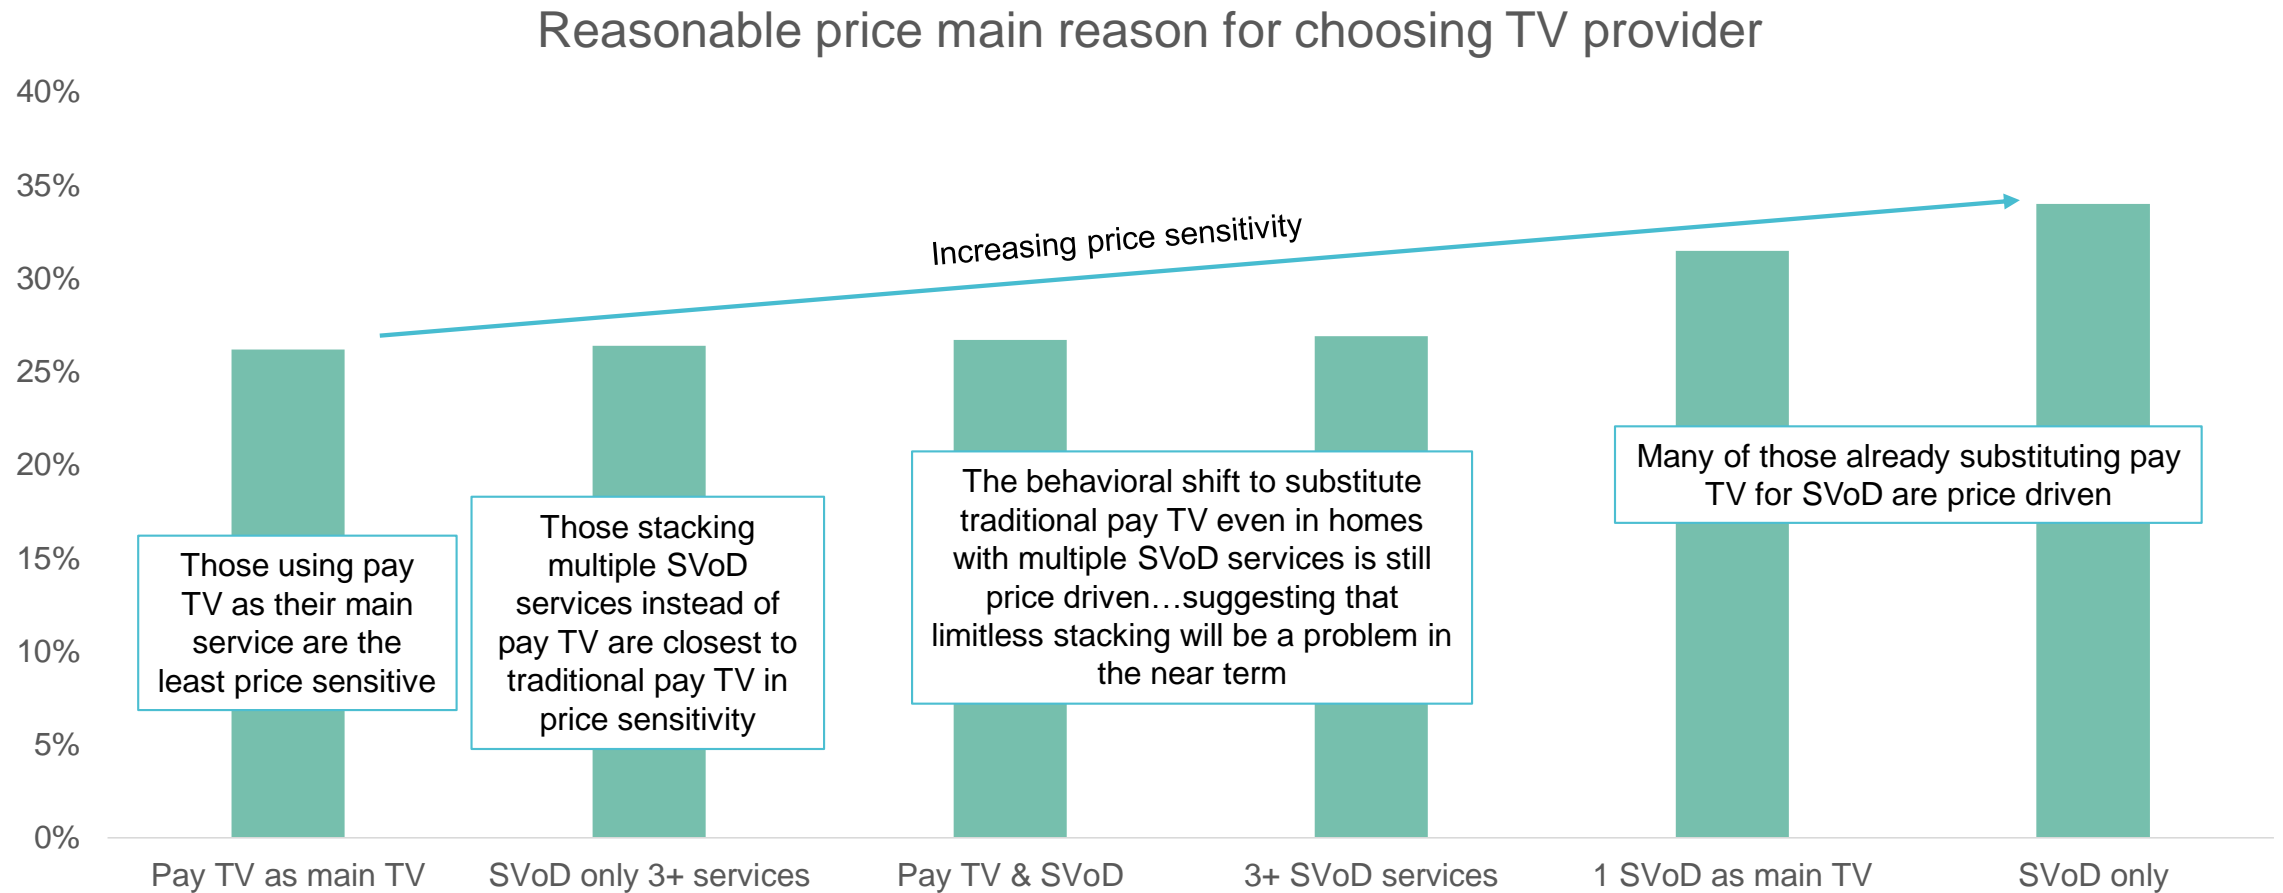 Reasonable price main reason for choosing TV provider
40%
35%
30%
25%
20%
15%
10%
5%
0%
Increasing price sensitivity
Those using pay
TV as their main
service are the
least price sensitive
Those stacking
multiple SVoD
services instead of
pay TV are closest to
traditional pay TV in
price sensitivity
The behavioral shift to substitute
traditional pay TV even in homes
with multiple SVoD services is still
price driven…suggesting that
limitless stacking will be a problem in
the near term
Many of those already substituting pay
TV for SVoD are price driven
Pay TV as main TV
SVoD only 3+ services
Pay TV & SVoD
3+ SVoD services
1 SVoD as main TV
SVoD only